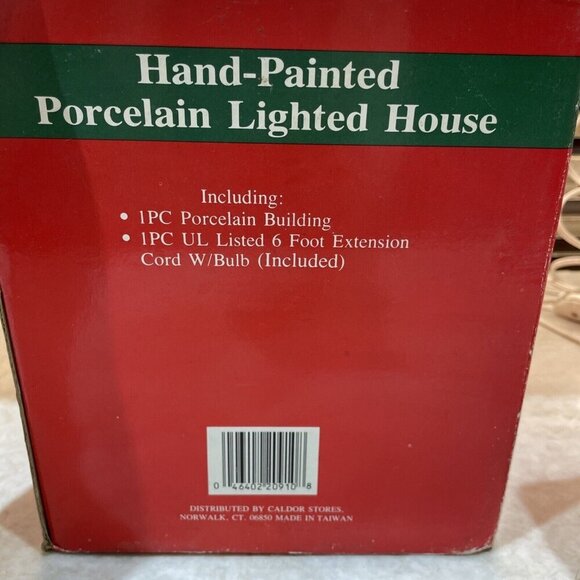 Hand-Painted
Porcelain Lighted House
Including:
• 1PC Porcelain Building
• 1PC UL Listed 6 Foot Extension
Cord W/Bulb (Included)
0 46402 20910 8
DISTRIBUTED BY CALDOR STORES,
NORWALK, CT. 06850 MADE IN TAIWAN